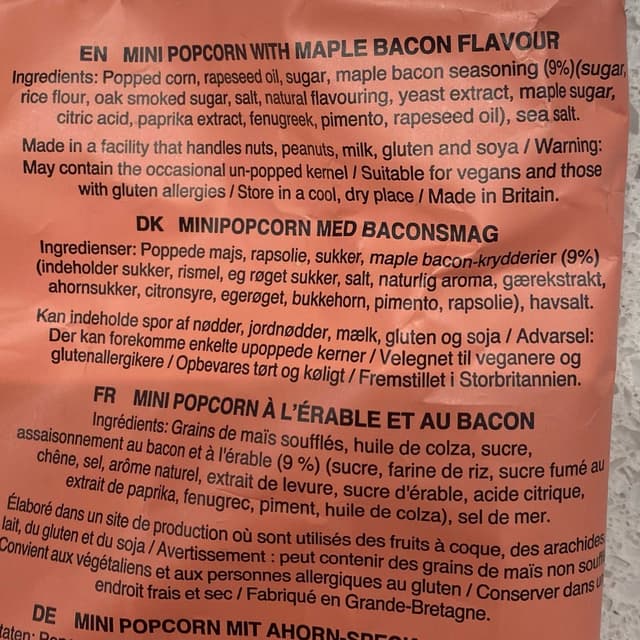 EN MINI POPCORN WITH MAPLE BACON FLAVOUR
Ingredients: Popped corn, rapeseed oil, sugar, maple bacon seasoning (9%)(sugar,
rice flour, oak smoked sugar, salt, natural flavouring, yeast extract, maple sugar,
citric acid, paprika extract, fenugreek, pimento, rapeseed oil), sea salt.
Made in a facility that handles nuts, peanuts, milk, gluten and soya / Warning:
May contain the occasional un-popped kernel / Suitable for vegans and those
with gluten allergies / Store in a cool, dry place / Made in Britain.
DK MINIPOPCORN MED BACONSMAG
Ingredienser: Poppede majs, rapsolie, sukker, maple bacon-krydderier (9%)
(indeholder sukker, rismel, eg røget sukker, salt, naturlig aroma, gærekstrakt,
ahornsukker, citronsyre, egerøget, bukkehorn, pimento, rapsolie), havsalt.
Kan indeholde spor af nødder, jordnødder, mælk, gluten og soja / Advarsel:
Der kan forekomme enkelte upoppede kerner / Velegnet til veganere og
glutenallergikere / Opbevares tørt og køligt / Fremstillet i Storbritannien.
FR MINI POPCORN À L'ÉRABLE ET AU BACON
Ingrédients: Grains de maïs soufflés, huile de colza, sucre,
assaisonnement au bacon et à l'érable (9 %) (sucre, farine de riz, sucre fumé au
chêne, sel, arôme naturel, extrait de levure, sucre d'érable, acide citrique,
extrait de paprika, fenugrec, piment, huile de colza), sel de mer.
Élaboré dans un site de production où sont utilisés des fruits à coque, des arachides
lait, du gluten et du soja / Avertissement : peut contenir des grains de maïs non
Convient aux végétaliens et aux personnes allergiques au gluten / Conserver dans
endroit frais et sec / Fabriqué en Grande-Bretagne.
DE MINI POPCORN MIT